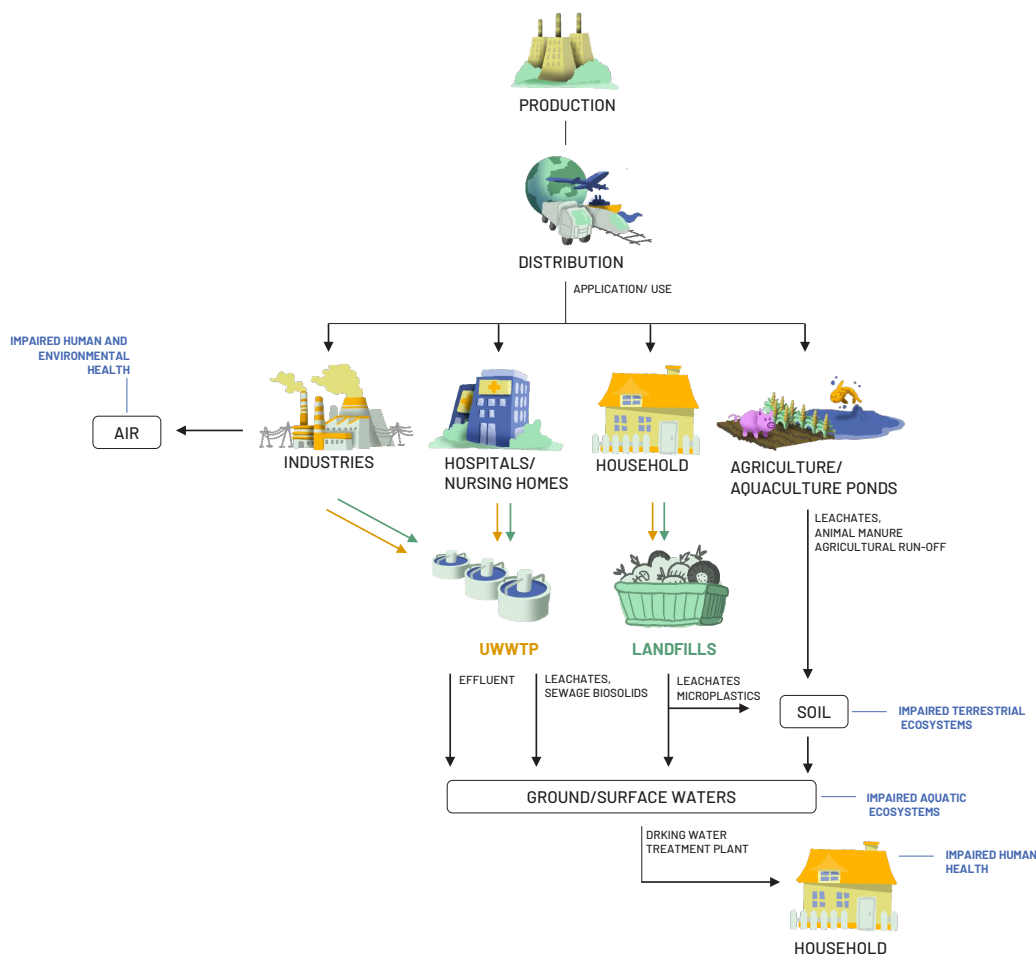 PRODUCTION
DISTRIBUTION
APPLICATION/ USE
IMPAIRED HUMAN AND
ENVIRONMENTAL
HEALTH
AIR
INDUSTRIES
HOSPITALS/
NURSING HOMES
HOUSEHOLD
AGRICULTURE/
AQUACULTURE PONDS
LEACHATES,
ANIMAL MANURE
AGRICULTURAL RUN-OFF
UWWTP
LANDFILLS
EFFLUENT
LEACHATES,
SEWAGE BIOSOLIDS
LEACHATES
MICROPLASTICS
SOIL
IMPAIRED TERRESTRIAL
ECOSYSTEMS
GROUND/SURFACE WATERS
IMPAIRED AQUATIC
ECOSYSTEMS
DRKING WATER
TREATMENT PLANT
IMPAIRED HUMAN
HEALTH
HOUSEHOLD